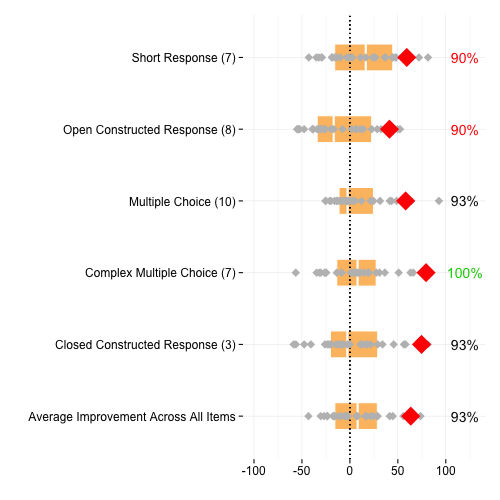 Short Response (7) 90%
Open Constructed Response (8) 90%
Multiple Choice (10) 93%
Complex Multiple Choice (7) 100%
Closed Constructed Response (3) 93%
Average Improvement Across All Items 93%
-100 -50 0 50 100